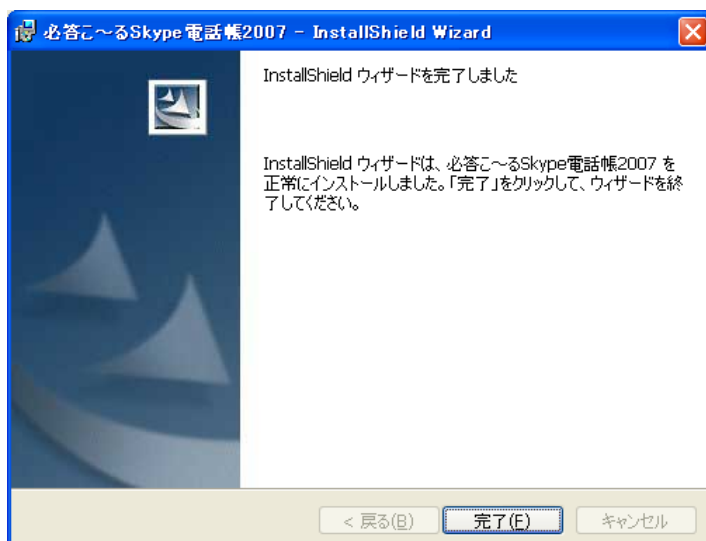 必答こ～るSkype電話帳2007 - InstallShield Wizard
InstallShield ウィザードを完了しました
InstallShield ウィザードは、必答こ～るSkype電話帳2007 を
正常にインストールしました。「完了」をクリックして、ウィザードを終
了してください。
< 戻る(B)
完了(F)
キャンセル